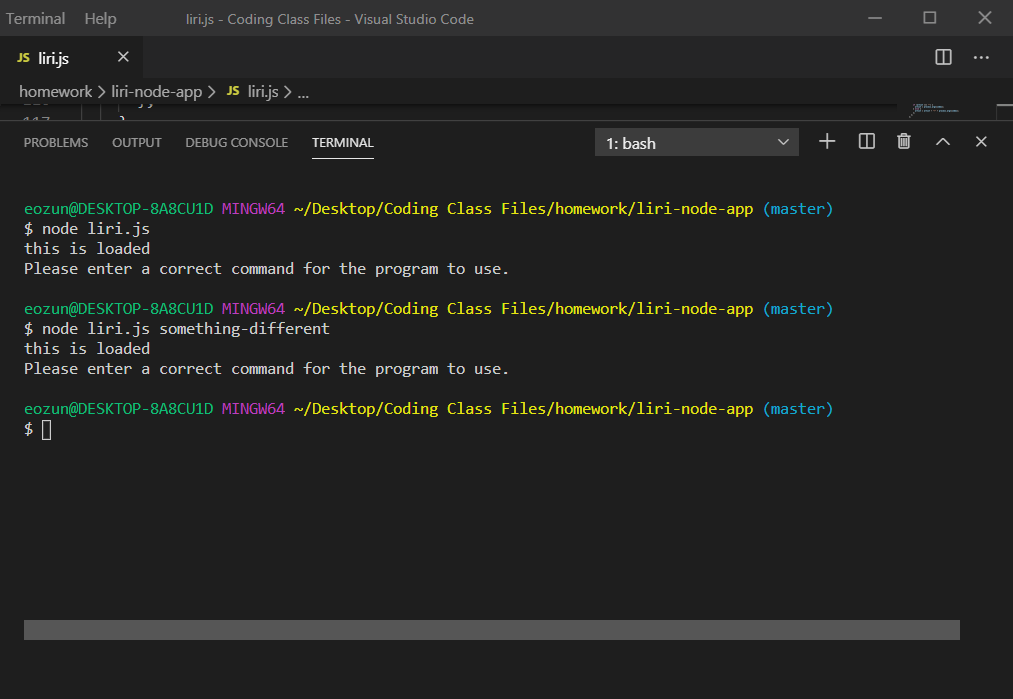 Terminal Help liri.js - Coding Class Files - Visual Studio Code
JS liri.js
homework > liri-node-app > JS liri.js > ...
117 }
PROBLEMS OUTPUT DEBUG CONSOLE TERMINAL 1: bash
eozun@DESKTOP-8A8CU1D MINGW64 ~/Desktop/Coding Class Files/homework/liri-node-app (master)
$ node liri.js
this is loaded
Please enter a correct command for the program to use.
eozun@DESKTOP-8A8CU1D MINGW64 ~/Desktop/Coding Class Files/homework/liri-node-app (master)
$ node liri.js something-different
this is loaded
Please enter a correct command for the program to use.
eozun@DESKTOP-8A8CU1D MINGW64 ~/Desktop/Coding Class Files/homework/liri-node-app (master)
$